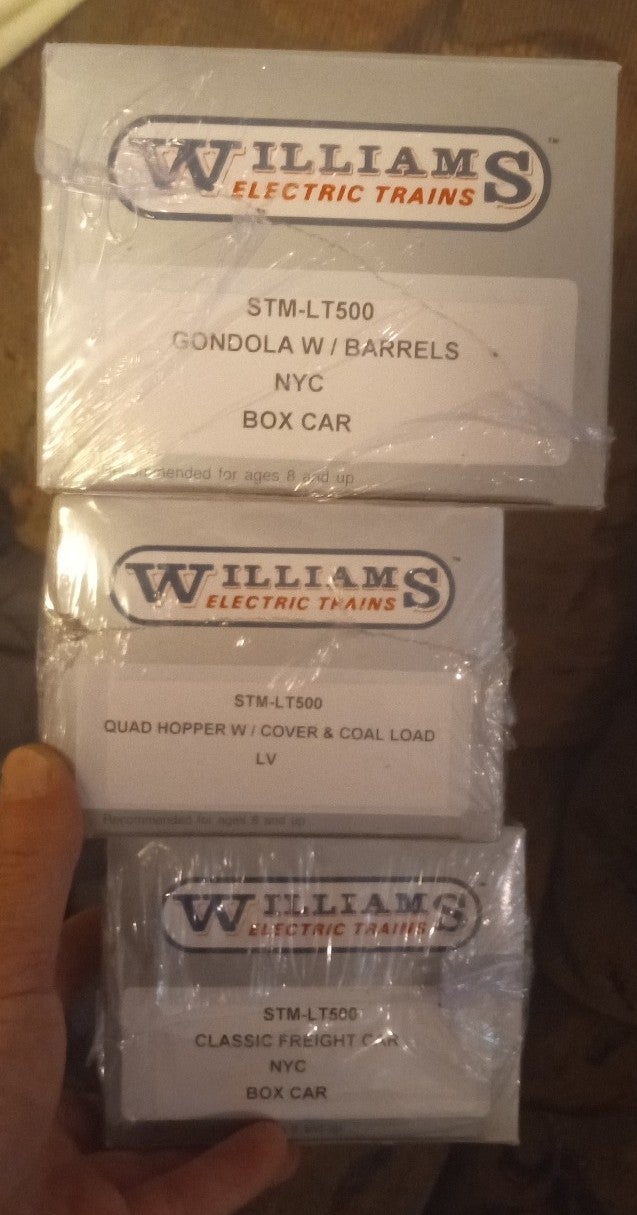 WILLIAMS™
ELECTRIC TRAINS
STM-LT500
GONDOLA W / BARRELS
NYC
BOX CAR
Recommended for ages 8 and up
WILLIAMS™
ELECTRIC TRAINS
STM-LT500
QUAD HOPPER W / COVER & COAL LOAD
LV
Recommended for ages 8 and up
WILLIAMS
ELECTRIC TRAINS
STM-LT500
CLASSIC FREIGHT CAR
NYC
BOX CAR